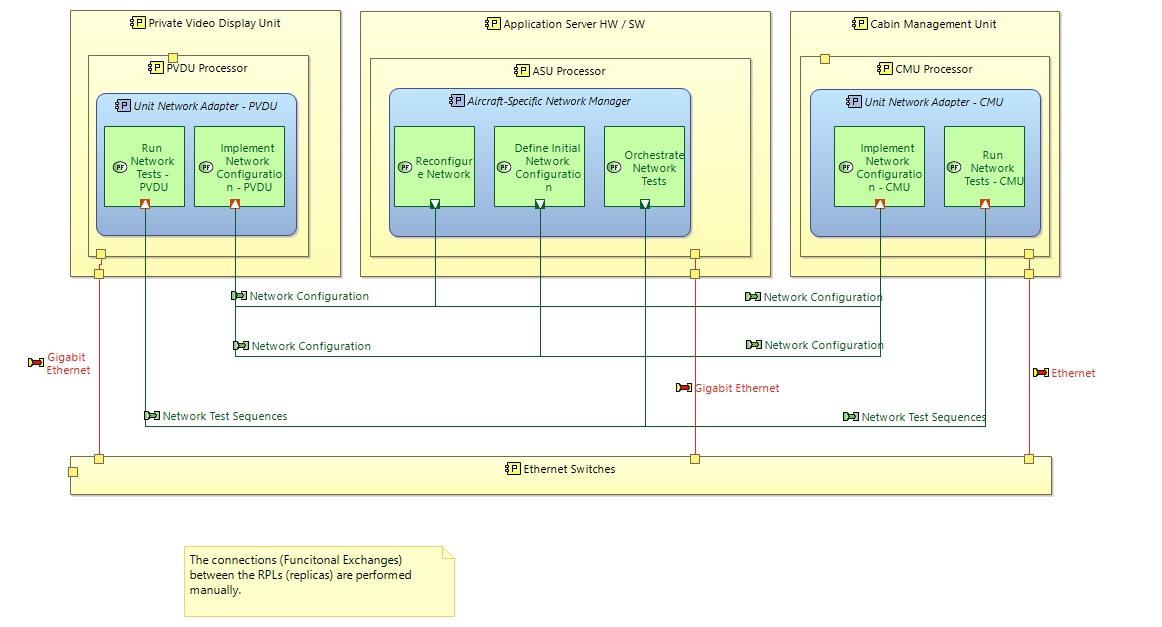 Private Video Display Unit
Application Server HW / SW
Cabin Management Unit
PVDU Processor
ASU Processor
CMU Processor
Unit Network Adapter - PVDU
Aircraft-Specific Network Manager
Unit Network Adapter - CMU
Run
Network
Tests -
PVDU
Implement
Network
Configuratio
n - PVDU
Reconfigur
e Network
Define Initial
Network
Configuratio
n
Orchestrate
Network
Tests
Implement
Network
Configuratio
n - CMU
Run
Network
Tests - CMU
Network Configuration
Network Configuration
Network Configuration
Network Configuration
Gigabit
Ethernet
Gigabit Ethernet
Ethernet
Network Test Sequences
Network Test Sequences
Ethernet Switches
The connections (Funcitonal Exchanges)
between the RPLs (replicas) are performed
manually.